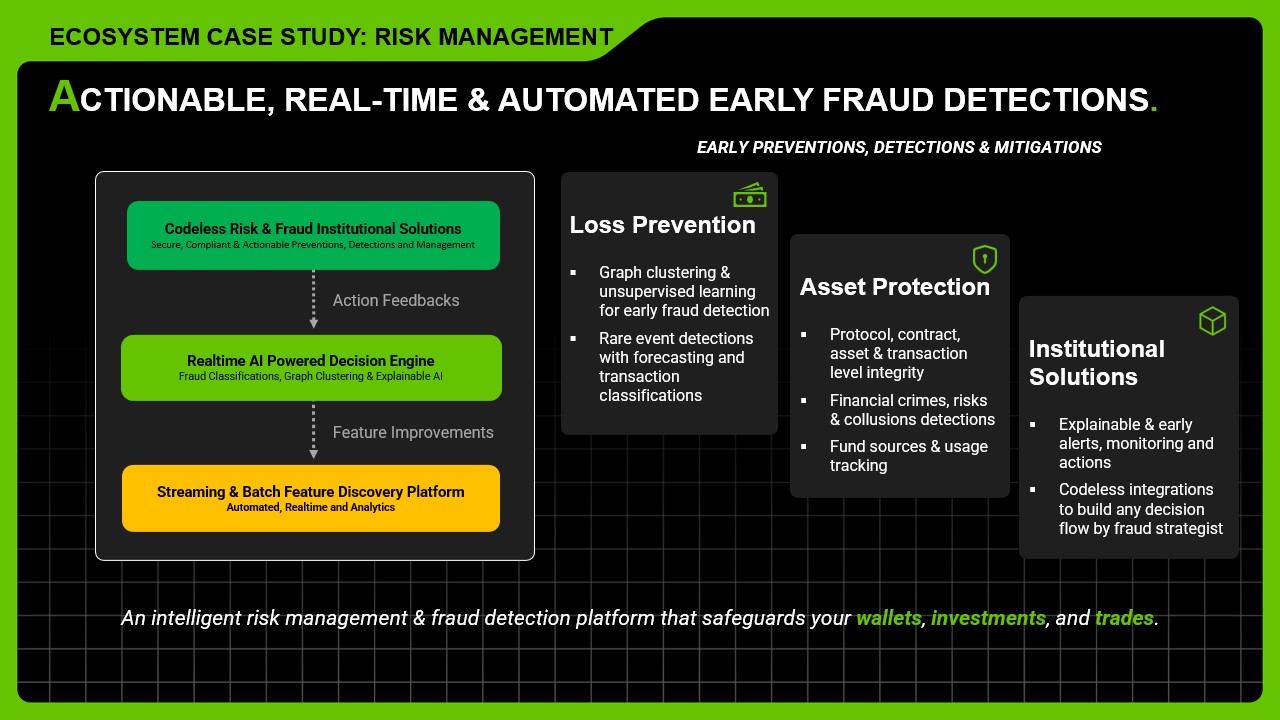 ECOSYSTEM CASE STUDY: RISK MANAGEMENT
ACTIONABLE, REAL-TIME & AUTOMATED EARLY FRAUD DETECTIONS.
EARLY PREVENTIONS, DETECTIONS & MITIGATIONS
Codeless Risk & Fraud Institutional Solutions
Secure, Compliant & Actionable Preventions, Detections and Management
Action Feedbacks
Realtime AI Powered Decision Engine
Fraud Classifications, Graph Clustering & Explainable AI
Feature Improvements
Streaming & Batch Feature Discovery Platform
Automated, Realtime and Analytics
Loss Prevention
▪ Graph clustering &
unsupervised learning
for early fraud detection
▪ Rare event detections
with forecasting and
transaction
classifications
Asset Protection
▪ Protocol, contract,
asset & transaction
level integrity
▪ Financial crimes, risks
& collusions detections
▪ Fund sources & usage
tracking
Institutional
Solutions
▪ Explainable & early
alerts, monitoring and
actions
▪ Codeless integrations
to build any decision
flow by fraud strategist
An intelligent risk management & fraud detection platform that safeguards your wallets, investments, and trades.